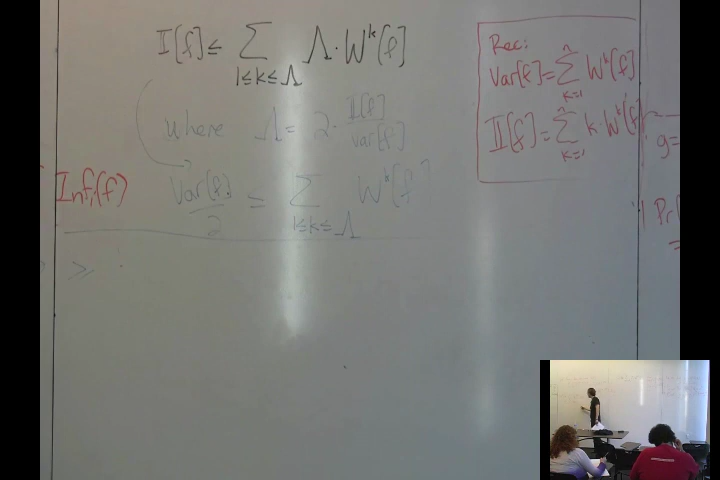 I[f] ≤ ∑ Λ · W^k[f]
1≤k≤Λ
where Λ = 2 · I[f] / Var[f]
Inf_i(f)
Var(f) / 2 ≤ ∑ W^k[f]
1≤k≤Λ
≥
Rec:
Var[f] = ∑_{k=1}^{n} W^k[f]
I[f] = ∑_{k=1}^{n} k · W^k[f]
g=
Pr[